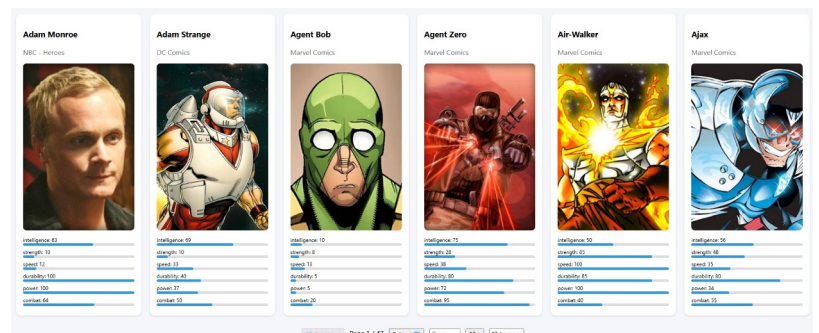 Adam Monroe
NBC - Heroes
intelligence: 63
strength: 10
speed: 12
durability: 100
power: 100
combat: 64
Adam Strange
DC Comics
intelligence: 69
strength: 10
speed: 33
durability: 40
power: 37
combat: 50
Agent Bob
Marvel Comics
intelligence: 10
strength: 8
speed: 13
durability: 5
power: 5
combat: 20
Agent Zero
Marvel Comics
intelligence: 75
strength: 28
speed: 38
durability: 80
power: 72
combat: 95
Air-Walker
Marvel Comics
intelligence: 50
strength: 85
speed: 100
durability: 85
power: 100
combat: 40
Ajax
Marvel Comics
intelligence: 56
strength: 48
speed: 35
durability: 80
power: 34
combat: 55